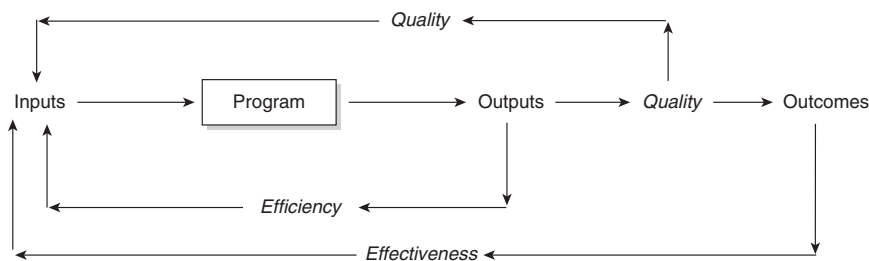 Quality
Inputs Program Outputs Quality Outcomes
Efficiency
Effectiveness